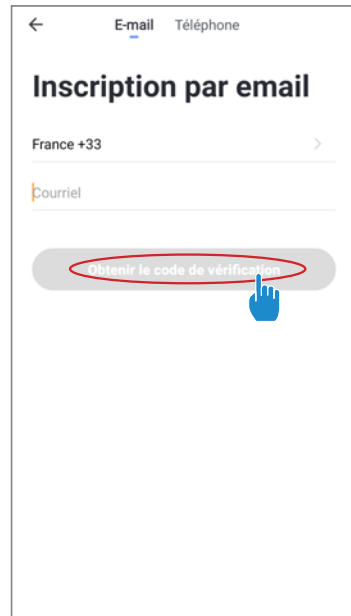 E-mail Téléphone
Inscription par email
France +33
Courriel
Obtenir le code de vérification